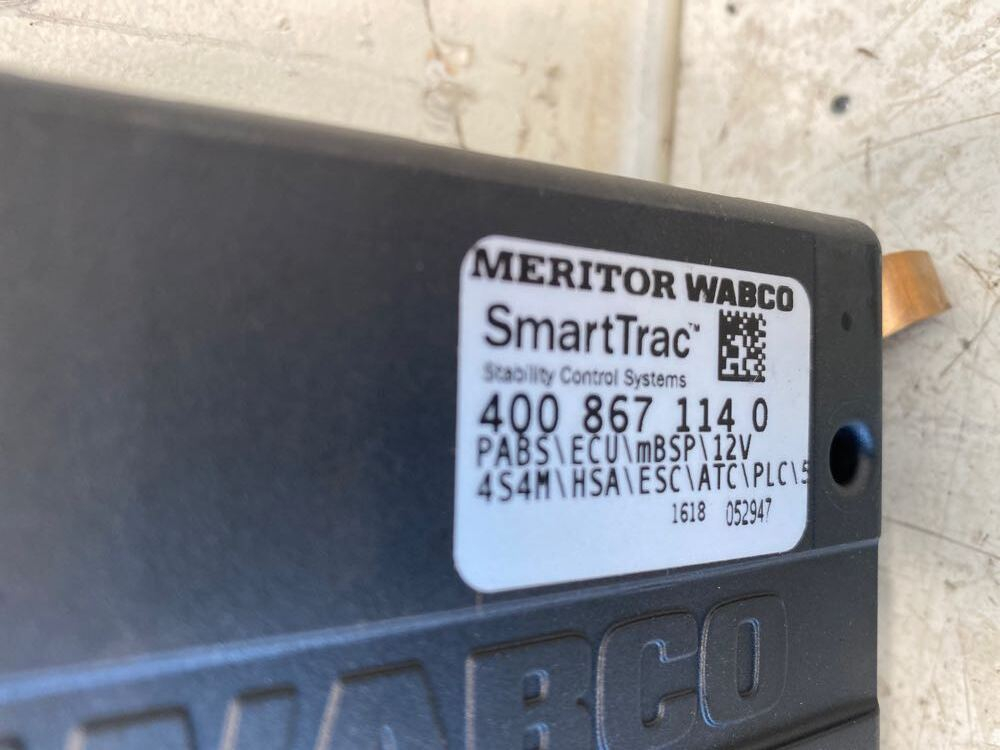 MERITOR WABCO
SmartTrac™
Stability Control Systems
400 867 114 0
PABS\ECU\mBSP\12V
4S4M\HSA\ESC\ATC\PLC\5
1618 052947
WABCO